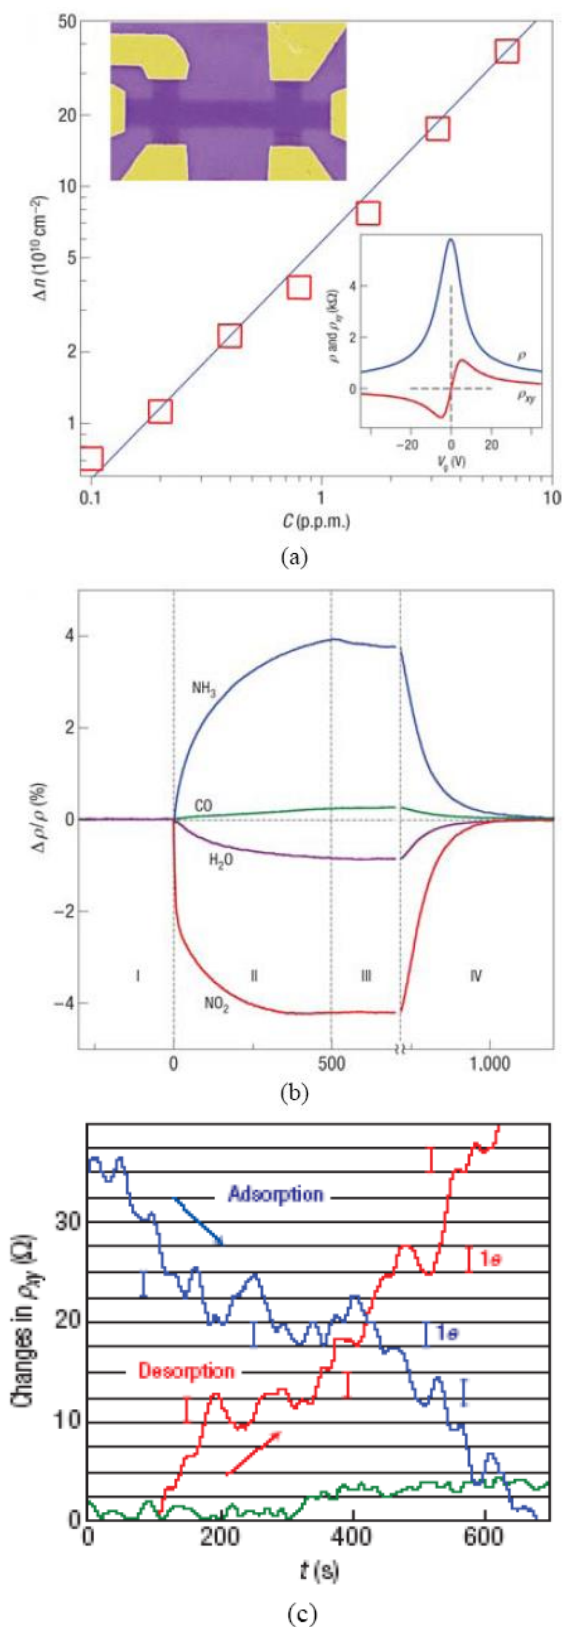 50
20
10
5
2
1
Δn (10¹⁰ cm⁻²)
4
2
0
ρ and ρxy (kΩ)
ρ
ρxy
−20 0 20
Vg (V)
0.1 1 10
C (p.p.m.)
(a)
4
2
0
−2
−4
Δρ/ρ (%)
NH₃
CO
H₂O
NO₂
I II III IV
0 500 1.000
(b)
30
20
10
0
Changes in ρxy (Ω)
Adsorption
1e
1e
Desorption
0 200 400 600
t (s)
(c)